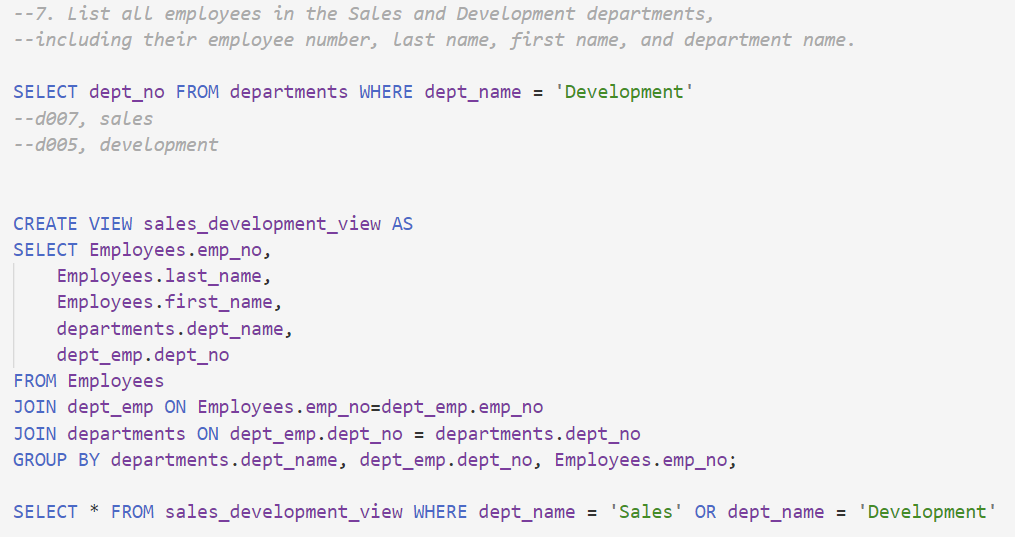 --7. List all employees in the Sales and Development departments,
--including their employee number, last name, first name, and department name.
SELECT dept_no FROM departments WHERE dept_name = 'Development'
--d007, sales
--d005, development
CREATE VIEW sales_development_view AS
SELECT Employees.emp_no,
Employees.last_name,
Employees.first_name,
departments.dept_name,
dept_emp.dept_no
FROM Employees
JOIN dept_emp ON Employees.emp_no=dept_emp.emp_no
JOIN departments ON dept_emp.dept_no = departments.dept_no
GROUP BY departments.dept_name, dept_emp.dept_no, Employees.emp_no;
SELECT * FROM sales_development_view WHERE dept_name = 'Sales' OR dept_name = 'Development'